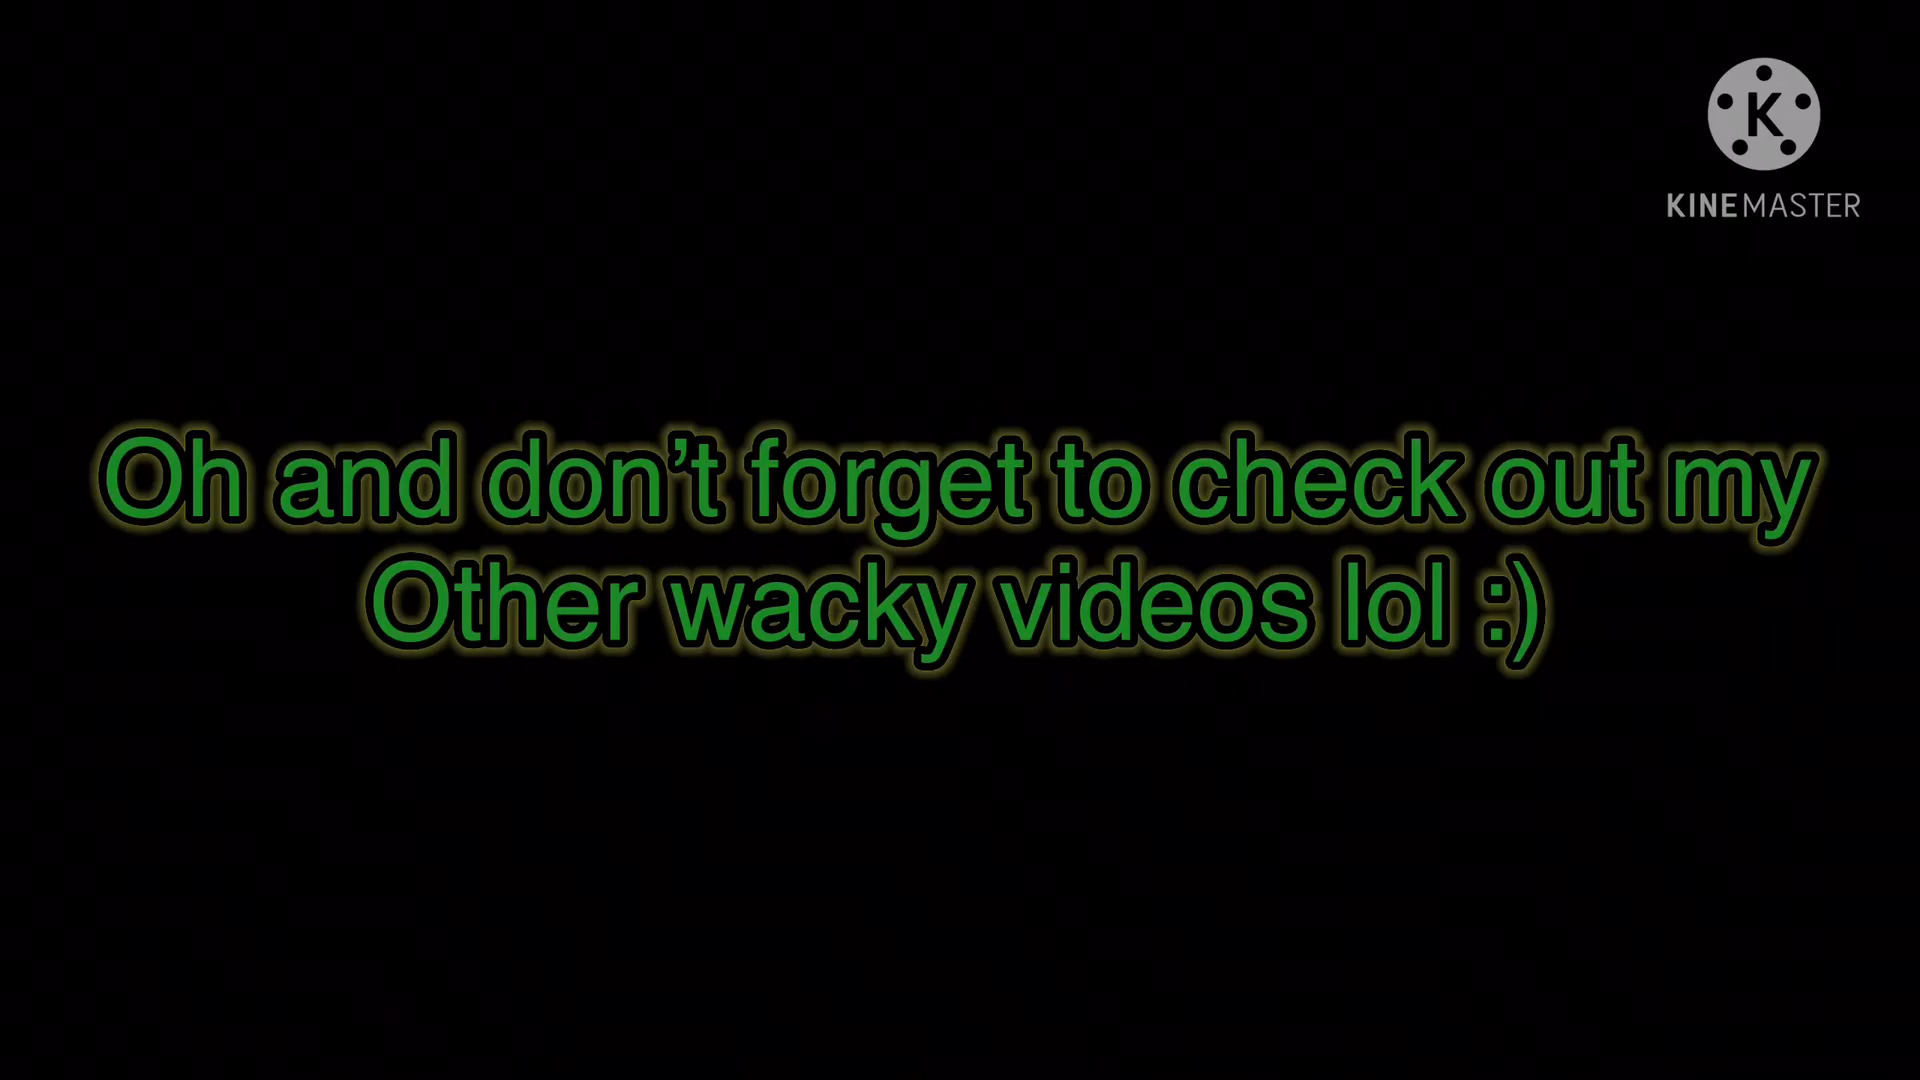 K
KINEMASTER
Oh and don’t forget to check out my
Other wacky videos lol :)